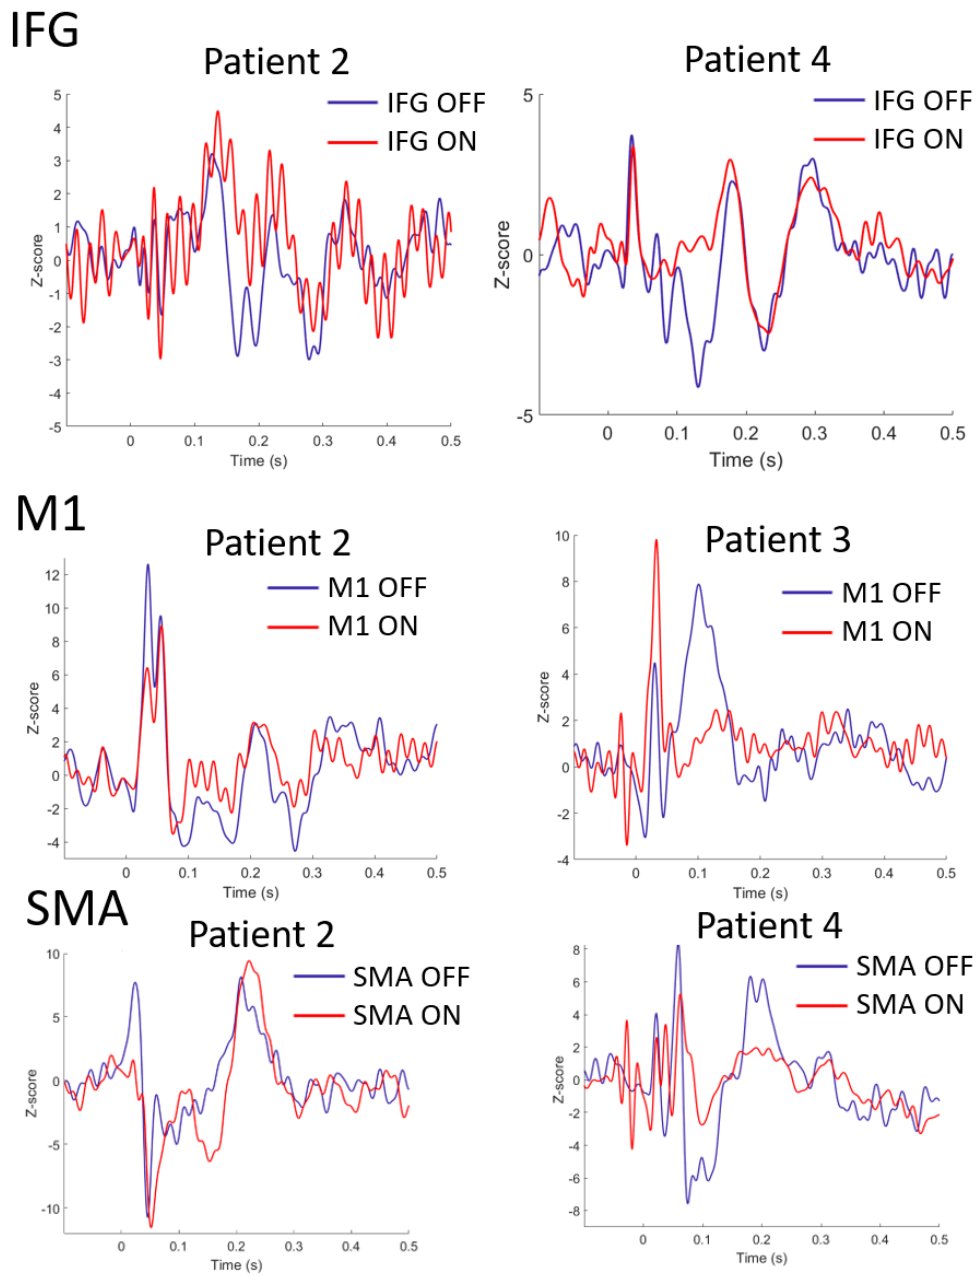 IFG
Patient 2
IFG OFF
IFG ON
5
4
3
2
1
0
-1
-2
-3
-4
-5
Z-score
0 0.1 0.2 0.3 0.4 0.5
Time (s)
Patient 4
IFG OFF
IFG ON
5
0
-5
Z-score
0 0.1 0.2 0.3 0.4 0.5
Time (s)
M1
Patient 2
M1 OFF
M1 ON
12
10
8
6
4
2
0
-2
-4
Z-score
0 0.1 0.2 0.3 0.4 0.5
Time (s)
Patient 3
M1 OFF
M1 ON
10
8
6
4
2
0
-2
-4
Z-score
0 0.1 0.2 0.3 0.4 0.5
Time (s)
SMA
Patient 2
SMA OFF
SMA ON
10
5
0
-5
-10
Z-score
0 0.1 0.2 0.3 0.4 0.5
Time (s)
Patient 4
SMA OFF
SMA ON
8
6
4
2
0
-2
-4
-6
-8
Z-score
0 0.1 0.2 0.3 0.4 0.5
Time (s)